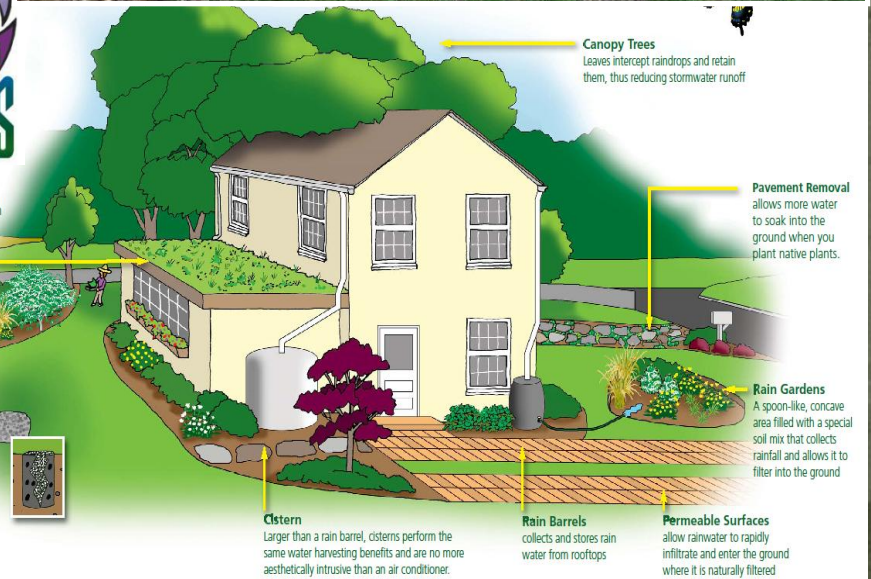 Canopy Trees
Leaves intercept raindrops and retain
them, thus reducing stormwater runoff
Pavement Removal
allows more water
to soak into the
ground when you
plant native plants.
Rain Gardens
A spoon-like, concave
area filled with a special
soil mix that collects
rainfall and allows it to
filter into the ground
Cistern
Larger than a rain barrel, cisterns perform the
same water harvesting benefits and are no more
aesthetically intrusive than an air conditioner.
Rain Barrels
collects and stores rain
water from rooftops
Permeable Surfaces
allow rainwater to rapidly
infiltrate and enter the ground
where it is naturally filtered